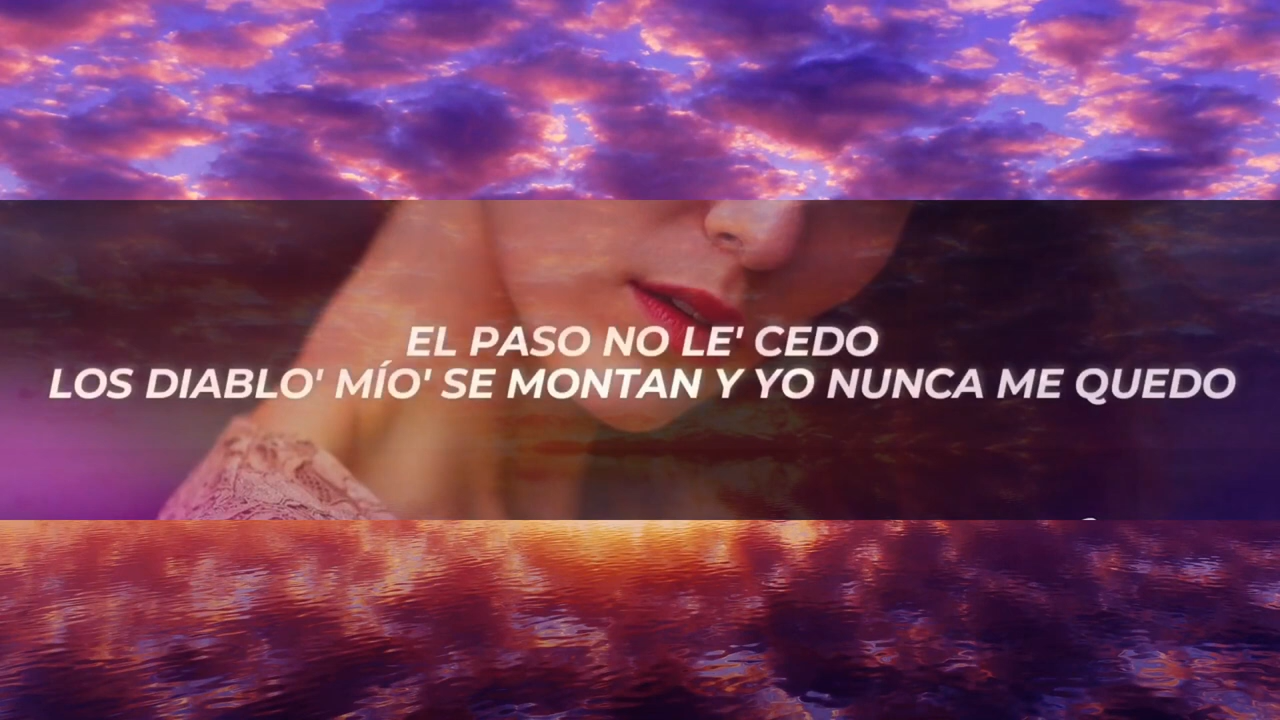 EL PASO NO LE' CEDO
LOS DIABLO' MÍO' SE MONTAN Y YO NUNCA ME QUEDO